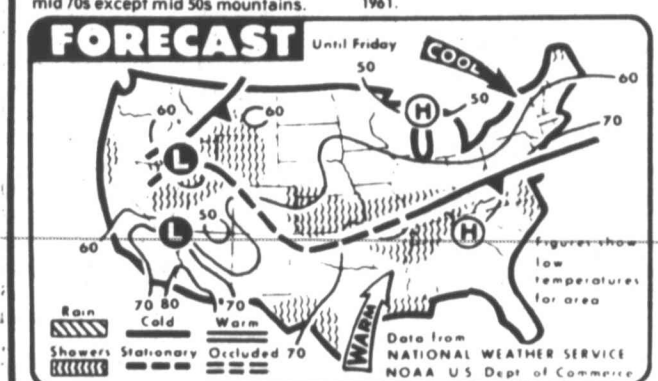 mid 70s except mid 50s mountains.
1961.
FORECAST
Until Friday
COOL
50
60
H
50
60
60
70
L
50
L
H
60
Figures show
low
temperatures
for area
70 80
70
Rain
Cold
Warm
Showers
Stationary
Occluded
70
WARM
Data from
NATIONAL WEATHER SERVICE
NOAA US Dept of Commerce